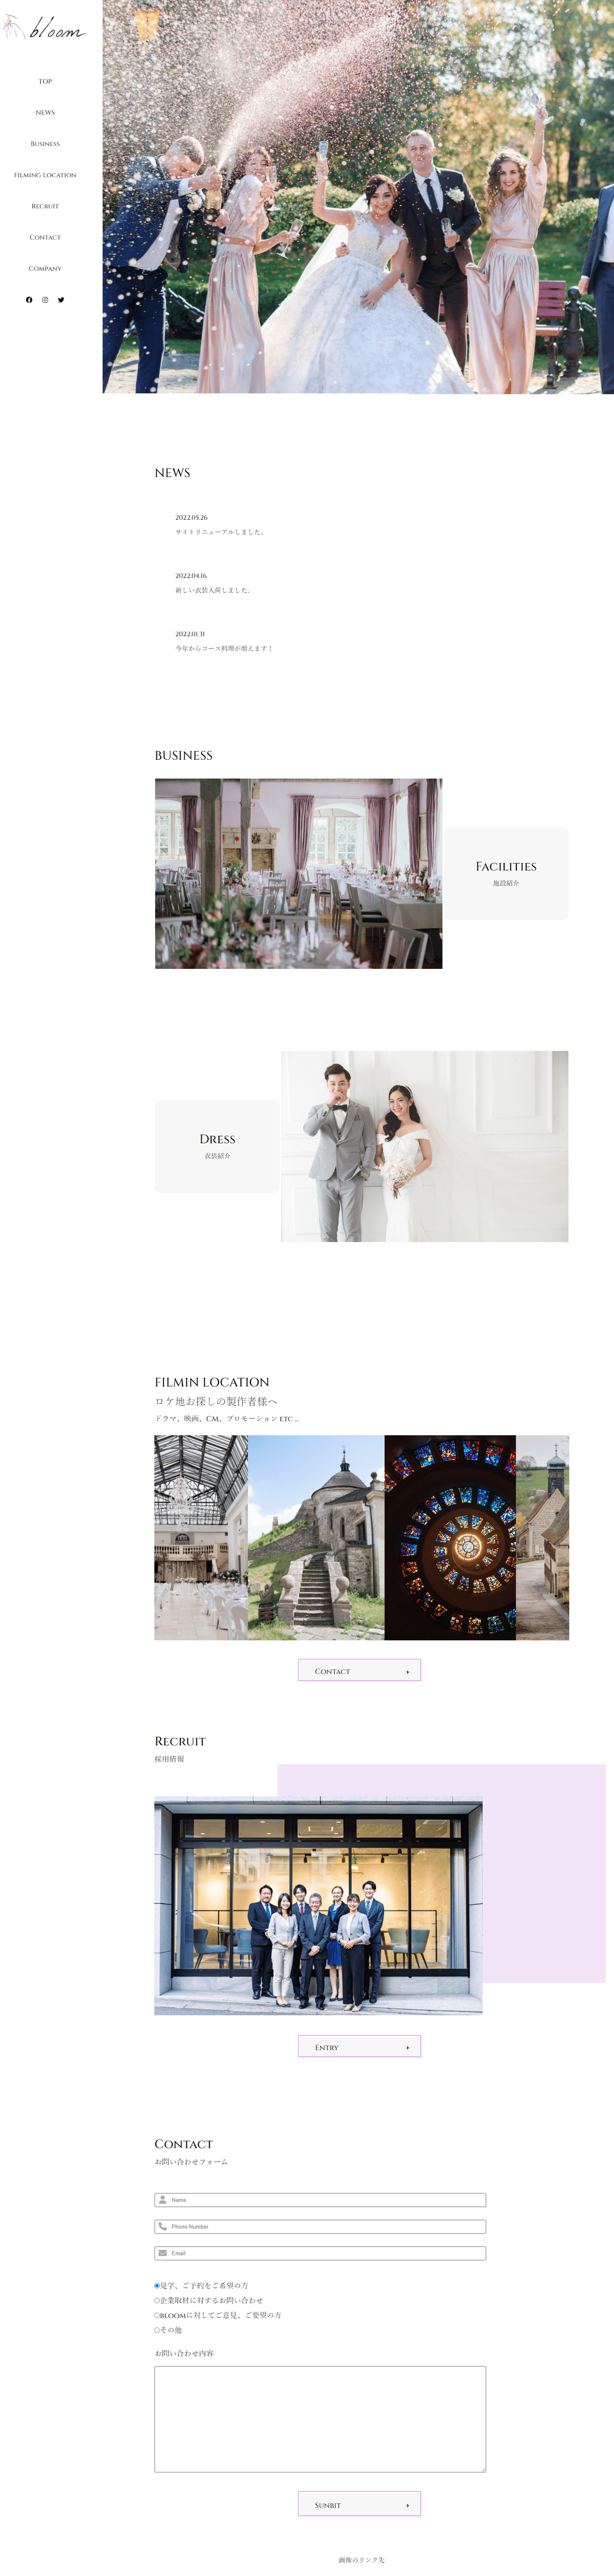 bloom
TOP
NEWS
Business
Filming Location
Recruit
Contact
Company
NEWS
2022.05.26
サイトリニューアルしました。
2022.04.16
新しい衣装入荷しました。
2022.01.31
今年からコース料理が増えます！
BUSINESS
Facilities
施設紹介
Dress
衣装紹介
FILMIN LOCATION
ロケ地お探しの製作者様へ
ドラマ、映画、CM、プロモーション etc ...
Contact
Recruit
採用情報
Entry
Contact
お問い合わせフォーム
Name
Phone Number
Email
見学、ご予約をご希望の方
企業取材に対するお問い合わせ
bloomに対してご意見、ご要望の方
その他
お問い合わせ内容
Sunbit
画像のリンク先